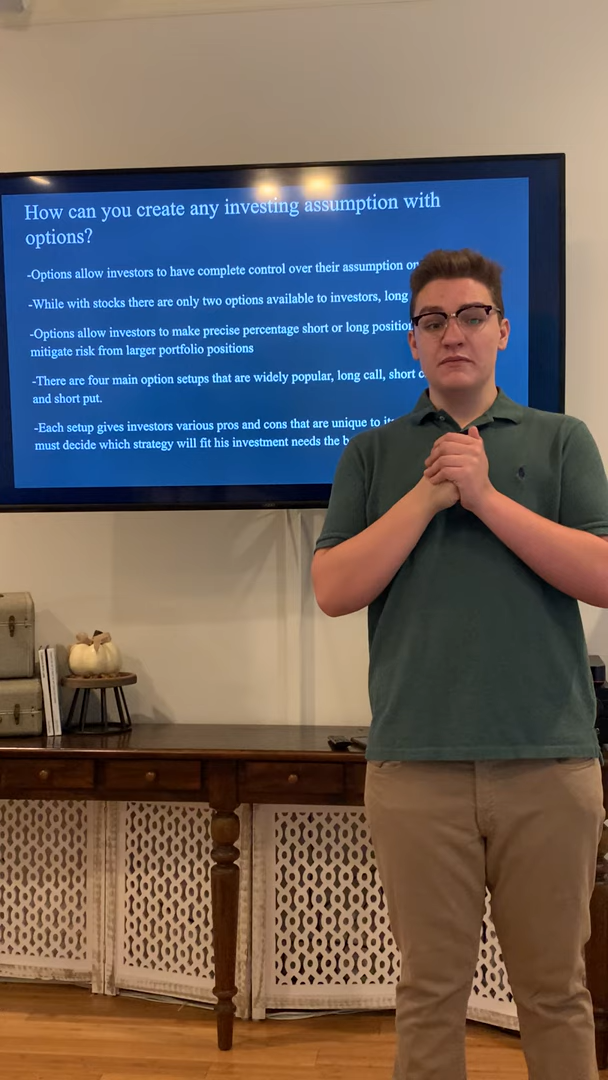 How can you create any investing assumption with
options?
-Options allow investors to have complete control over their assumption on
-While with stocks there are only two options available to investors, long
-Options allow investors to make precise percentage short or long
mitigate risk from larger portfolio positions
-There are four main option setups that are widely popular, long call, short
and short put.
-Each setup gives investors various pros and cons that are unique to
must decide which strategy will fit his investment needs the